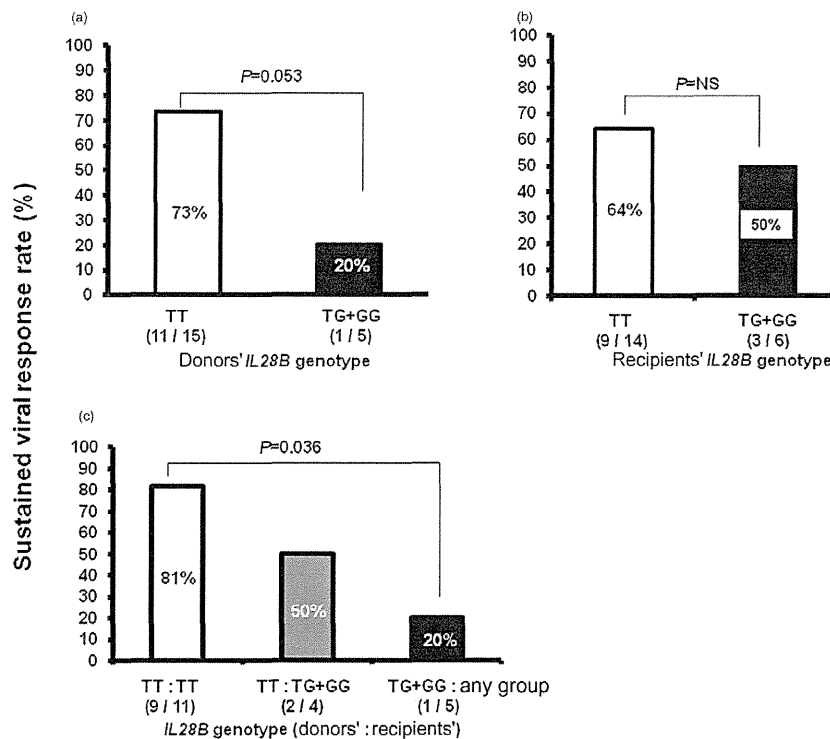 Sustained viral response rate (%)
(a)
100
90
80
70
60
50
40
30
20
10
0
P=0.053
73%
20%
TT
TG+GG
(11 / 15)
(1 / 5)
Donors' IL28B genotype
(b)
100
90
80
70
60
50
40
30
20
10
0
P=NS
64%
50%
TT
TG+GG
(9 / 14)
(3 / 6)
Recipients' IL28B genotype
(c)
100
90
80
70
60
50
40
30
20
10
0
P=0.036
81%
50%
20%
TT : TT
TT : TG+GG
TG+GG : any group
(9 / 11)
(2 / 4)
(1 / 5)
IL28B genotype (donors' : recipients')